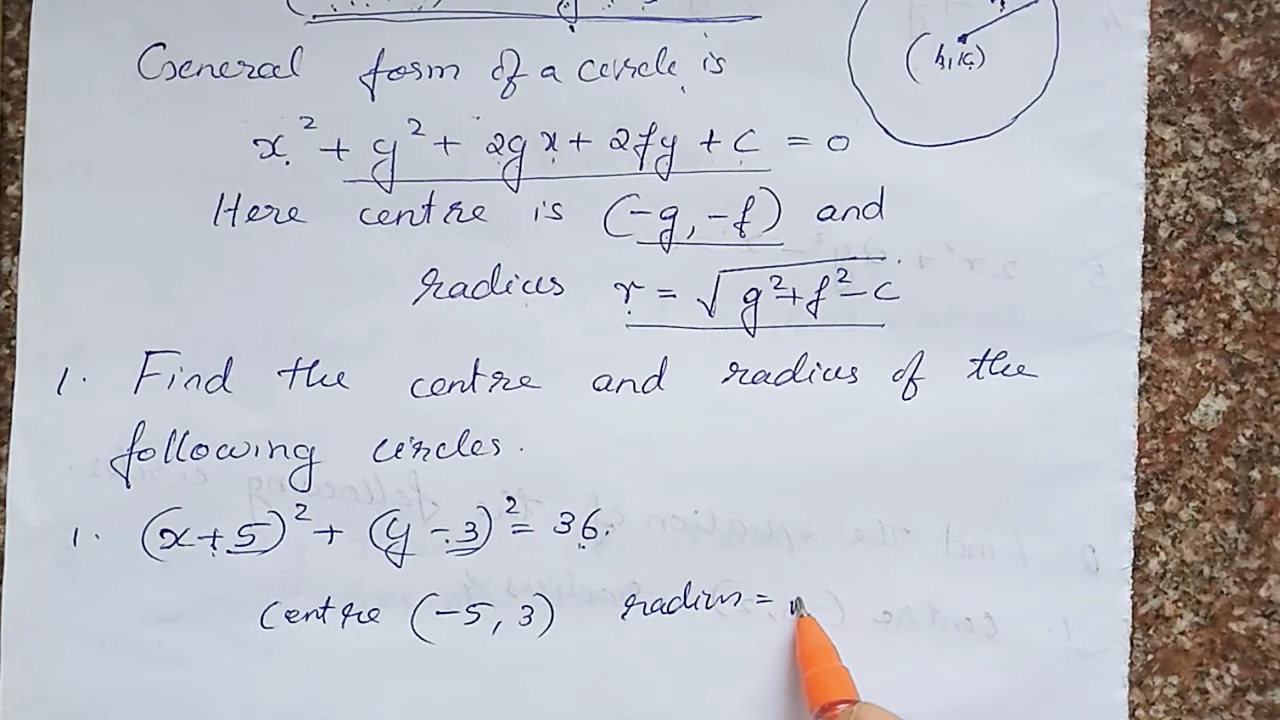 (h, k)
General form of a circle is
x² + y² + 2gx + 2fy + c = 0
Here centre is (-g, -f) and
radius r = √g²+f²-c
1. Find the centre and radius of the
following circles.
1. (x+5)² + (y-3)² = 36.
centre (-5, 3) radius =